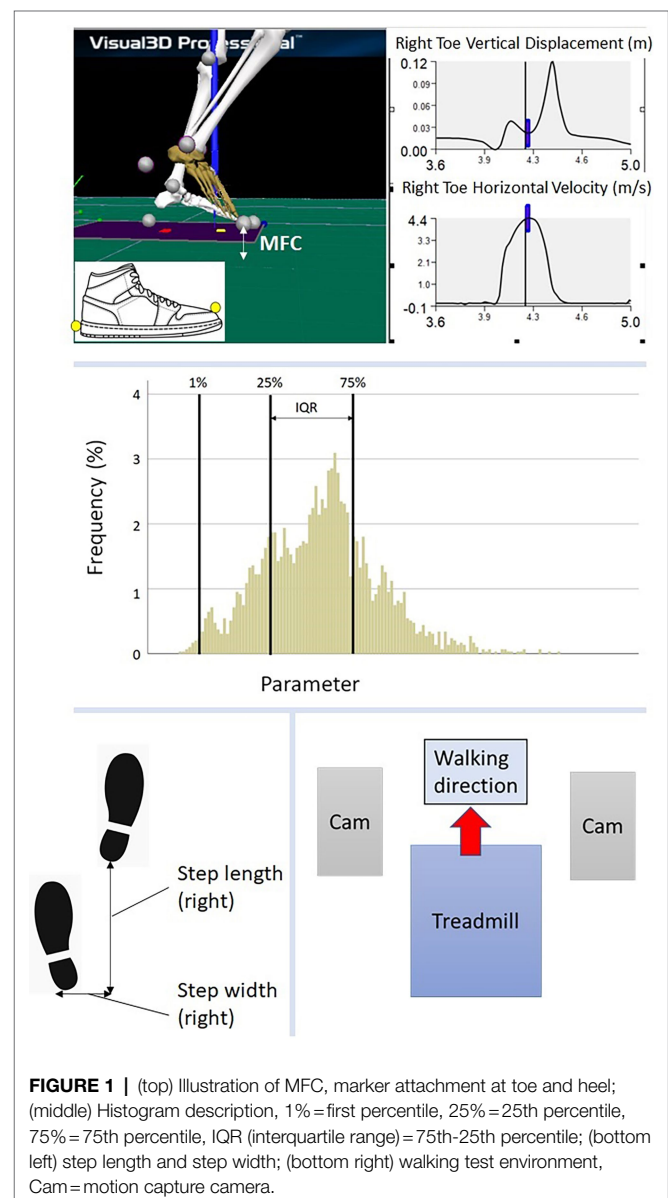 Visual3D Pro al™
MFC
Right Toe Vertical Displacement (m)
0.12
0.09
0.06
0.03
0.00
3.6
3.9
4.3
4.6
5.0
Right Toe Horizontal Velocity (m/s)
4.4
3.3
2.1
1.0
-0.1
3.6
3.9
4.3
4.6
5.0
1%
25%
75%
IQR
4
3
2
1
0
Frequency (%)
Parameter
Step length
(right)
Step width
(right)
Walking
direction
Cam
Cam
Treadmill
FIGURE 1 | (top) Illustration of MFC, marker attachment at toe and heel;
(middle) Histogram description, 1% = first percentile, 25% = 25th percentile,
75% = 75th percentile, IQR (interquartile range) = 75th-25th percentile; (bottom
left) step length and step width; (bottom right) walking test environment,
Cam = motion capture camera.